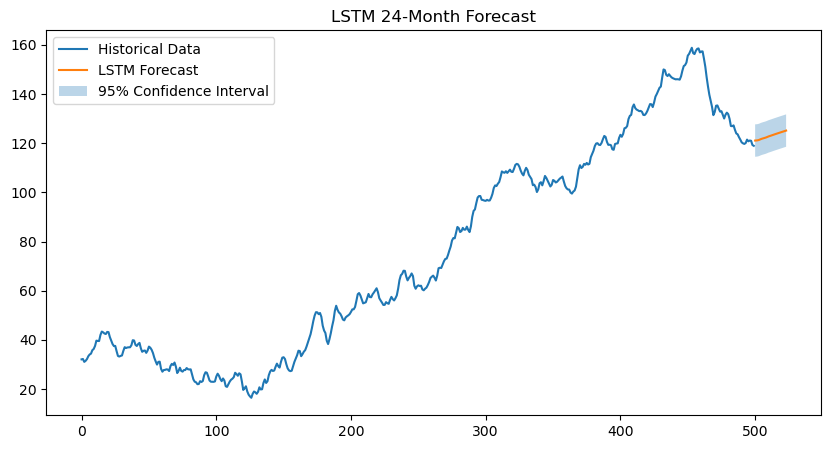 LSTM 24-Month Forecast
Historical Data
LSTM Forecast
95% Confidence Interval
160
140
120
100
80
60
40
20
0 100 200 300 400 500